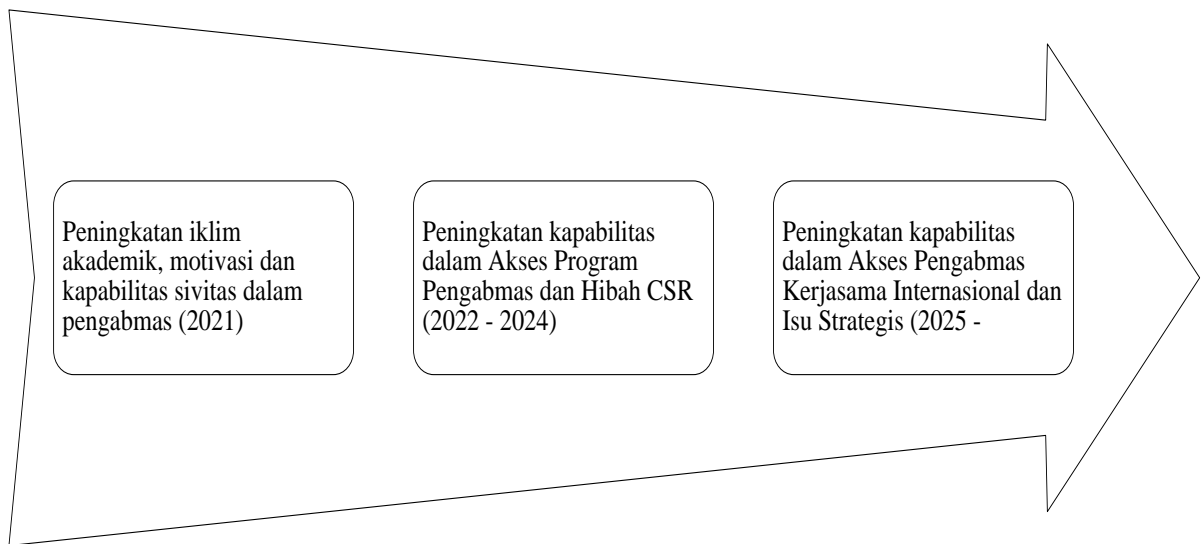 Peningkatan iklim
akademik, motivasi dan
kapabilitas sivitas dalam
pengabmas (2021)
Peningkatan kapabilitas
dalam Akses Program
Pengabmas dan Hibah CSR
(2022 - 2024)
Peningkatan kapabilitas
dalam Akses Pengabmas
Kerjasama Internasional dan
Isu Strategis (2025 -